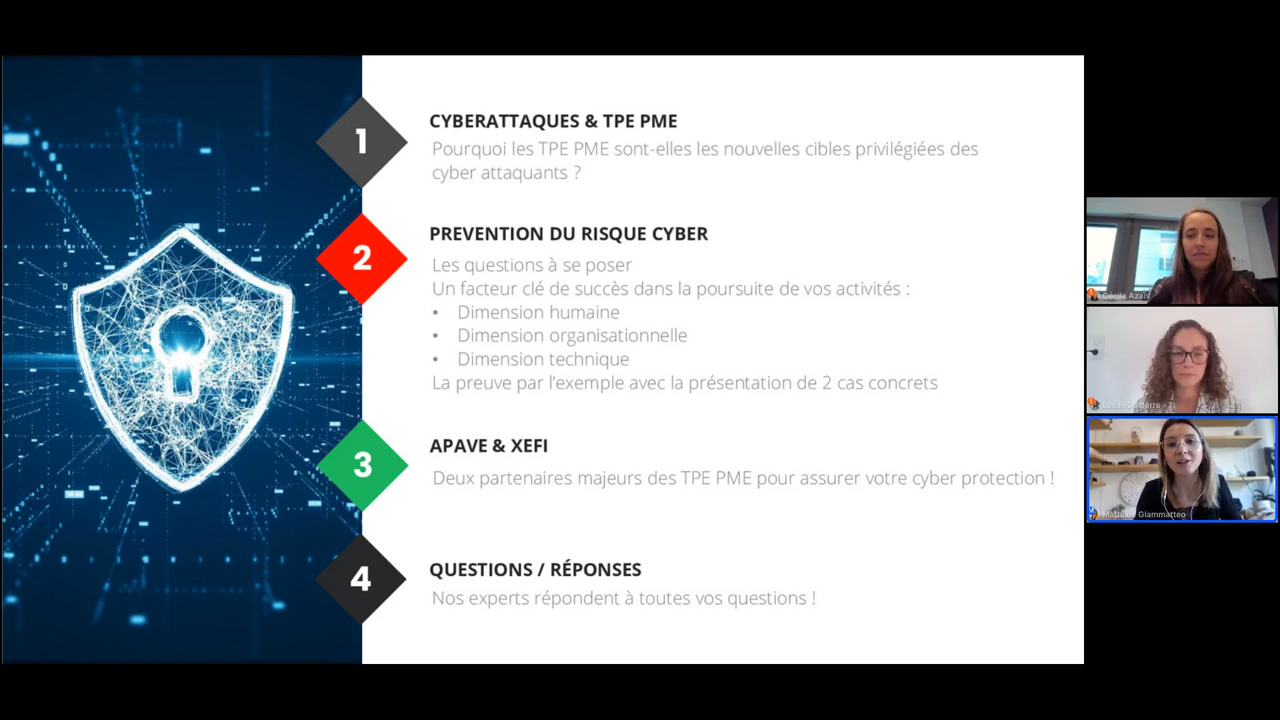 1
CYBERATTAQUES & TPE PME
Pourquoi les TPE PME sont-elles les nouvelles cibles privilégiées des
cyber attaquants ?
2
PREVENTION DU RISQUE CYBER
Les questions à se poser
Un facteur clé de succès dans la poursuite de vos activités :
• Dimension humaine
• Dimension organisationnelle
• Dimension technique
La preuve par l’exemple avec la présentation de 2 cas concrets
3
APAVE & XEFI
Deux partenaires majeurs des TPE PME pour assurer votre cyber protection !
4
QUESTIONS / RÉPONSES
Nos experts répondent à toutes vos questions !
Cécile Azaïs
Mathilde Giammatteo